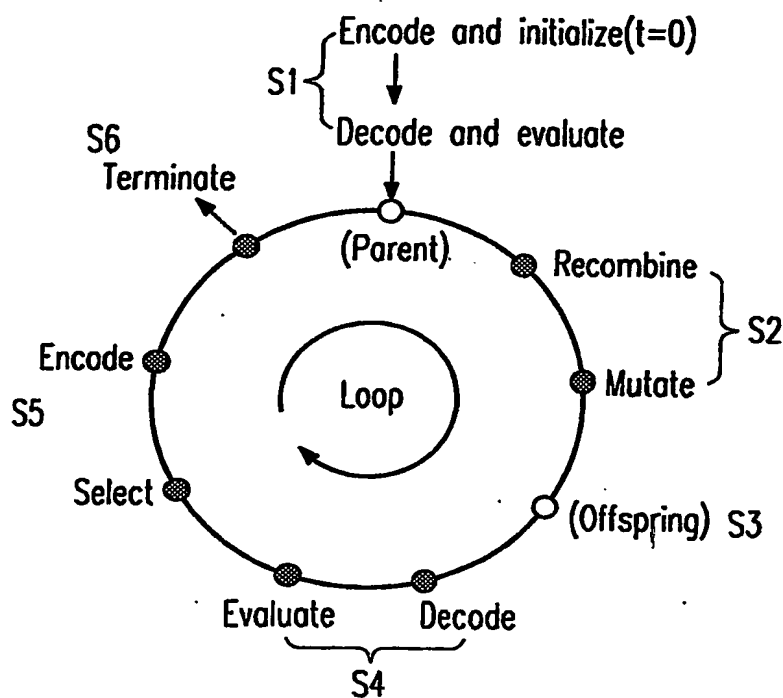 Encode and initialize(t=0)
S1
Decode and evaluate
S6
Terminate
(Parent)
Recombine
S2
Encode
Loop
Mutate
S5
Select
(Offspring) S3
Evaluate Decode
S4